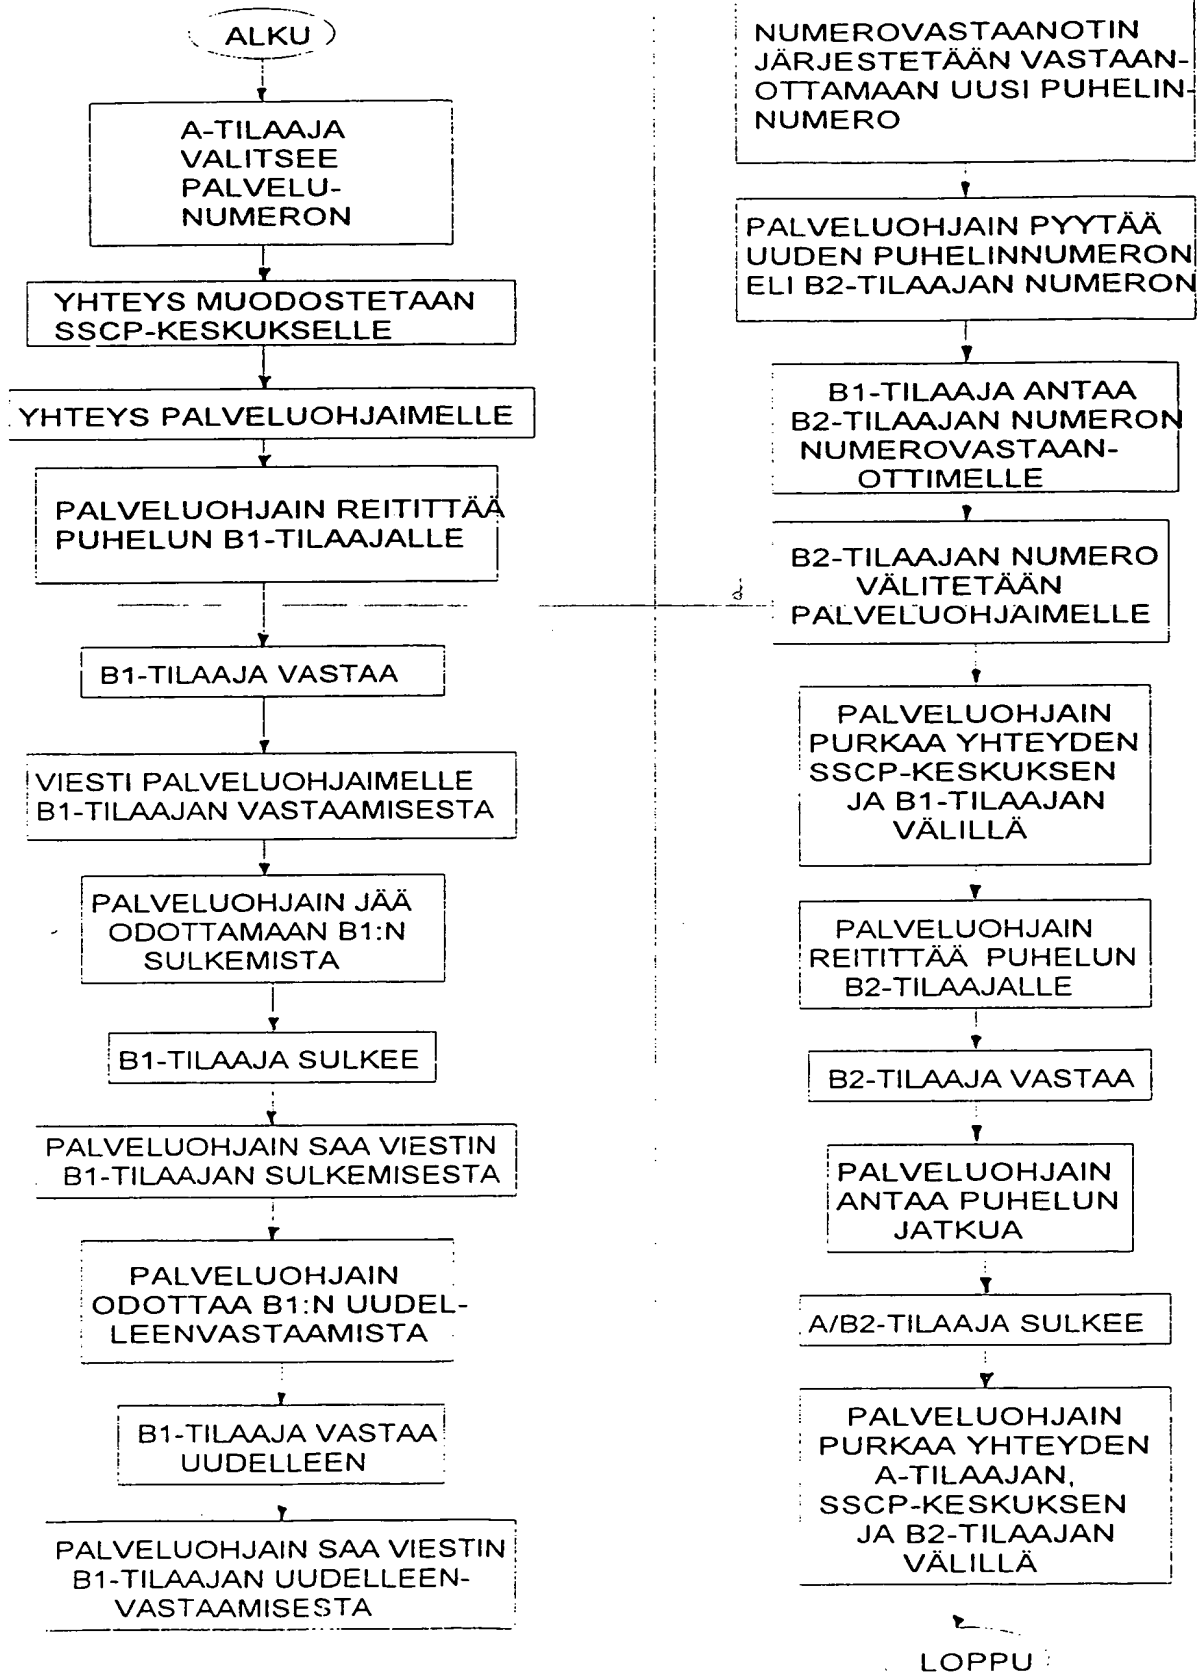 ALKU
A-TILAAJA
VALITSEE
PALVELU-
NUMERON
YHTEYS MUODOSTETAAN
SSCP-KESKUKSELLE
YHTEYS PALVELUOHJAIMELLE
PALVELUOHJAIN REITITTÄÄ
PUHELUN B1-TILAAJALLE
B1-TILAAJA VASTAA
VIESTI PALVELUOHJAIMELLE
B1-TILAAJAN VASTAAMISESTA
PALVELUOHJAIN JÄÄ
ODOTTAMAAN B1:N
SULKEMISTA
B1-TILAAJA SULKEE
PALVELUOHJAIN SAA VIESTIN
B1-TILAAJAN SULKEMISESTA
PALVELUOHJAIN
ODOTTAA B1:N UUDEL-
LEENVASTAAMISTA
B1-TILAAJA VASTAA
UUDELLEEN
PALVELUOHJAIN SAA VIESTIN
B1-TILAAJAN UUDELLEEN-
VASTAAMISESTA
NUMEROVASTAANOTIN
JÄRJESTETÄÄN VASTAAN-
OTTAMAAN UUSI PUHELIN-
NUMERO
PALVELUOHJAIN PYYTÄÄ
UUDEN PUHELINNUMERON
ELI B2-TILAAJAN NUMERON
B1-TILAAJA ANTAA
B2-TILAAJAN NUMERON
NUMEROVASTAAN-
OTTIMELLE
B2-TILAAJAN NUMERO
VÄLITETÄÄN
PALVELUOHJAIMELLE
PALVELUOHJAIN
PURKAA YHTEYDEN
SSCP-KESKUKSEN
JA B1-TILAAJAN
VÄLILLÄ
PALVELUOHJAIN
REITITTÄÄ PUHELUN
B2-TILAAJALLE
B2-TILAAJA VASTAA
PALVELUOHJAIN
ANTAA PUHELUN
JATKUA
A/B2-TILAAJA SULKEE
PALVELUOHJAIN
PURKAA YHTEYDEN
A-TILAAJAN,
SSCP-KESKUKSEN
JA B2-TILAAJAN
VÄLILLÄ
LOPPU